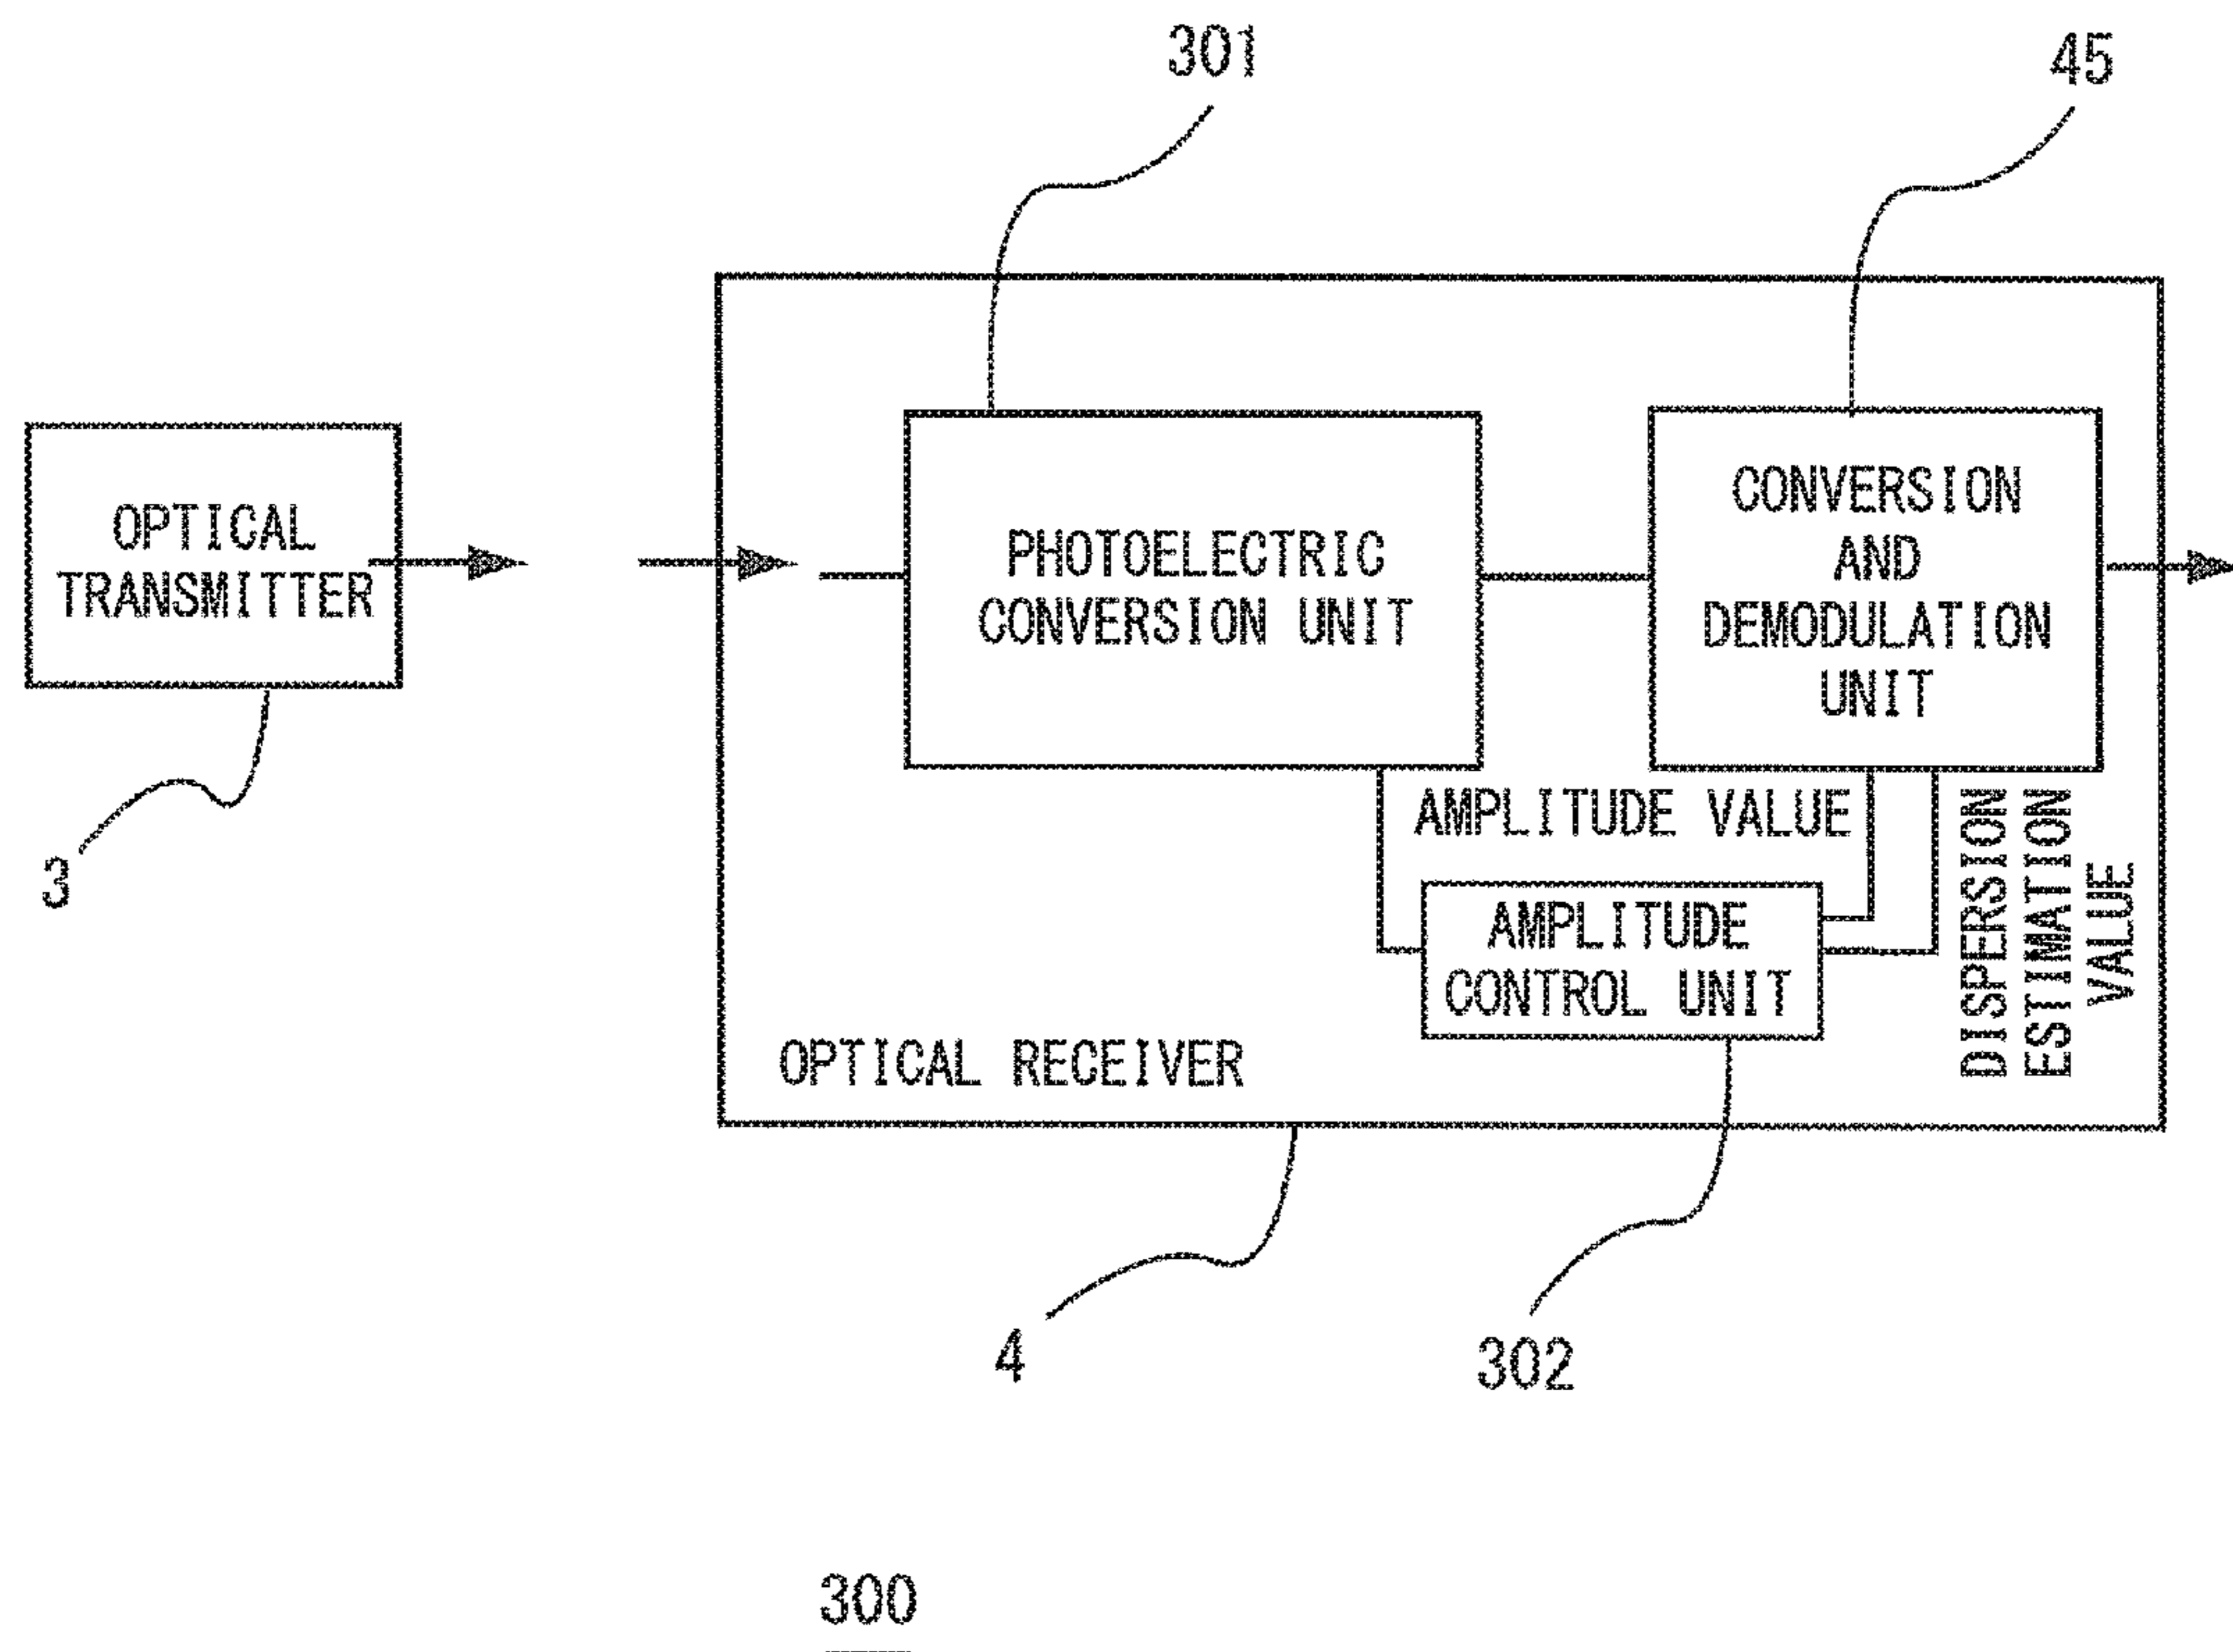 301
45
OPTICAL
TRANSMITTER
PHOTOELECTRIC
CONVERSION UNIT
CONVERSION
AND
DEMODULATION
UNIT
3
AMPLITUDE VALUE
AMPLITUDE
CONTROL UNIT
DISPERSION
ESTIMATION
VALUE
OPTICAL RECEIVER
4
302
300